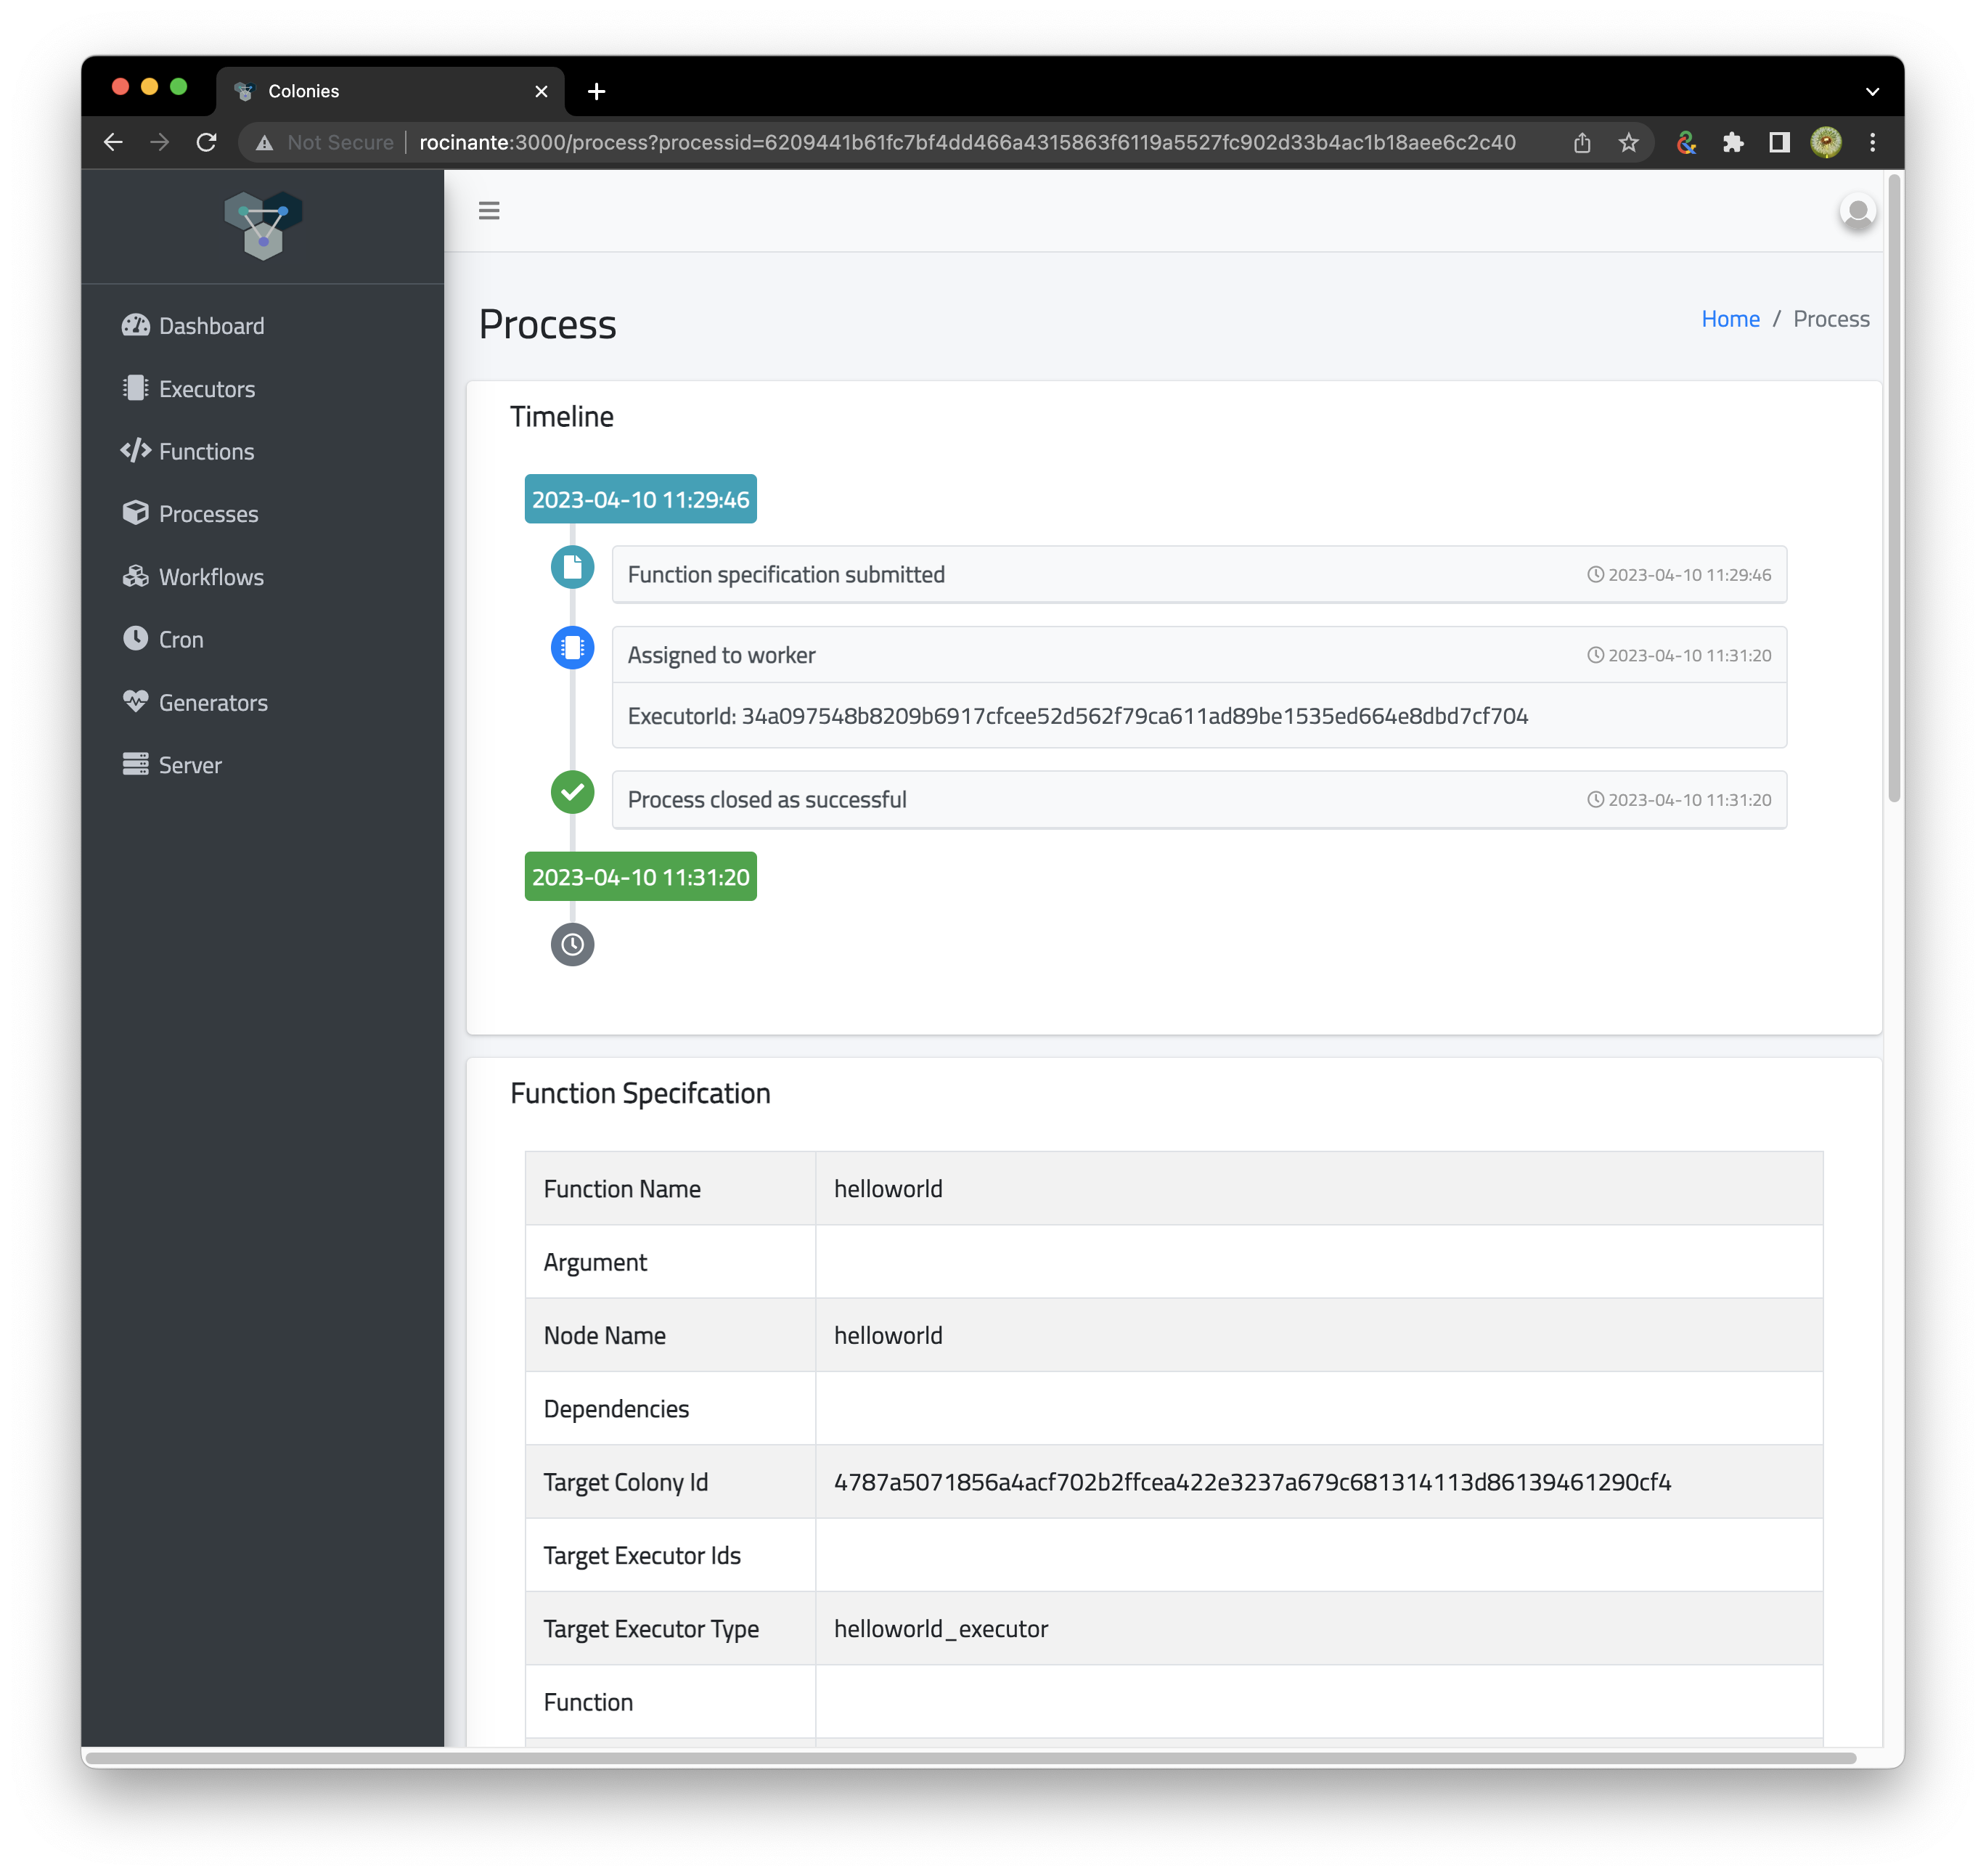 Colonies
Not Secure rocinante:3000/process?processid=6209441b61fc7bf4dd466a4315863f6119a5527fc902d33b4ac1b18aee6c2c40
Dashboard
Executors
Functions
Processes
Workflows
Cron
Generators
Server
Process
Home / Process
Timeline
2023-04-10 11:29:46
Function specification submitted 2023-04-10 11:29:46
Assigned to worker 2023-04-10 11:31:20
ExecutorId: 34a097548b8209b6917cfcee52d562f79ca611ad89be1535ed664e8dbd7cf704
Process closed as successful 2023-04-10 11:31:20
2023-04-10 11:31:20
Function Specifcation
Function Name helloworld
Argument
Node Name helloworld
Dependencies
Target Colony Id 4787a5071856a4acf702b2ffcea422e3237a679c681314113d86139461290cf4
Target Executor Ids
Target Executor Type helloworld_executor
Function